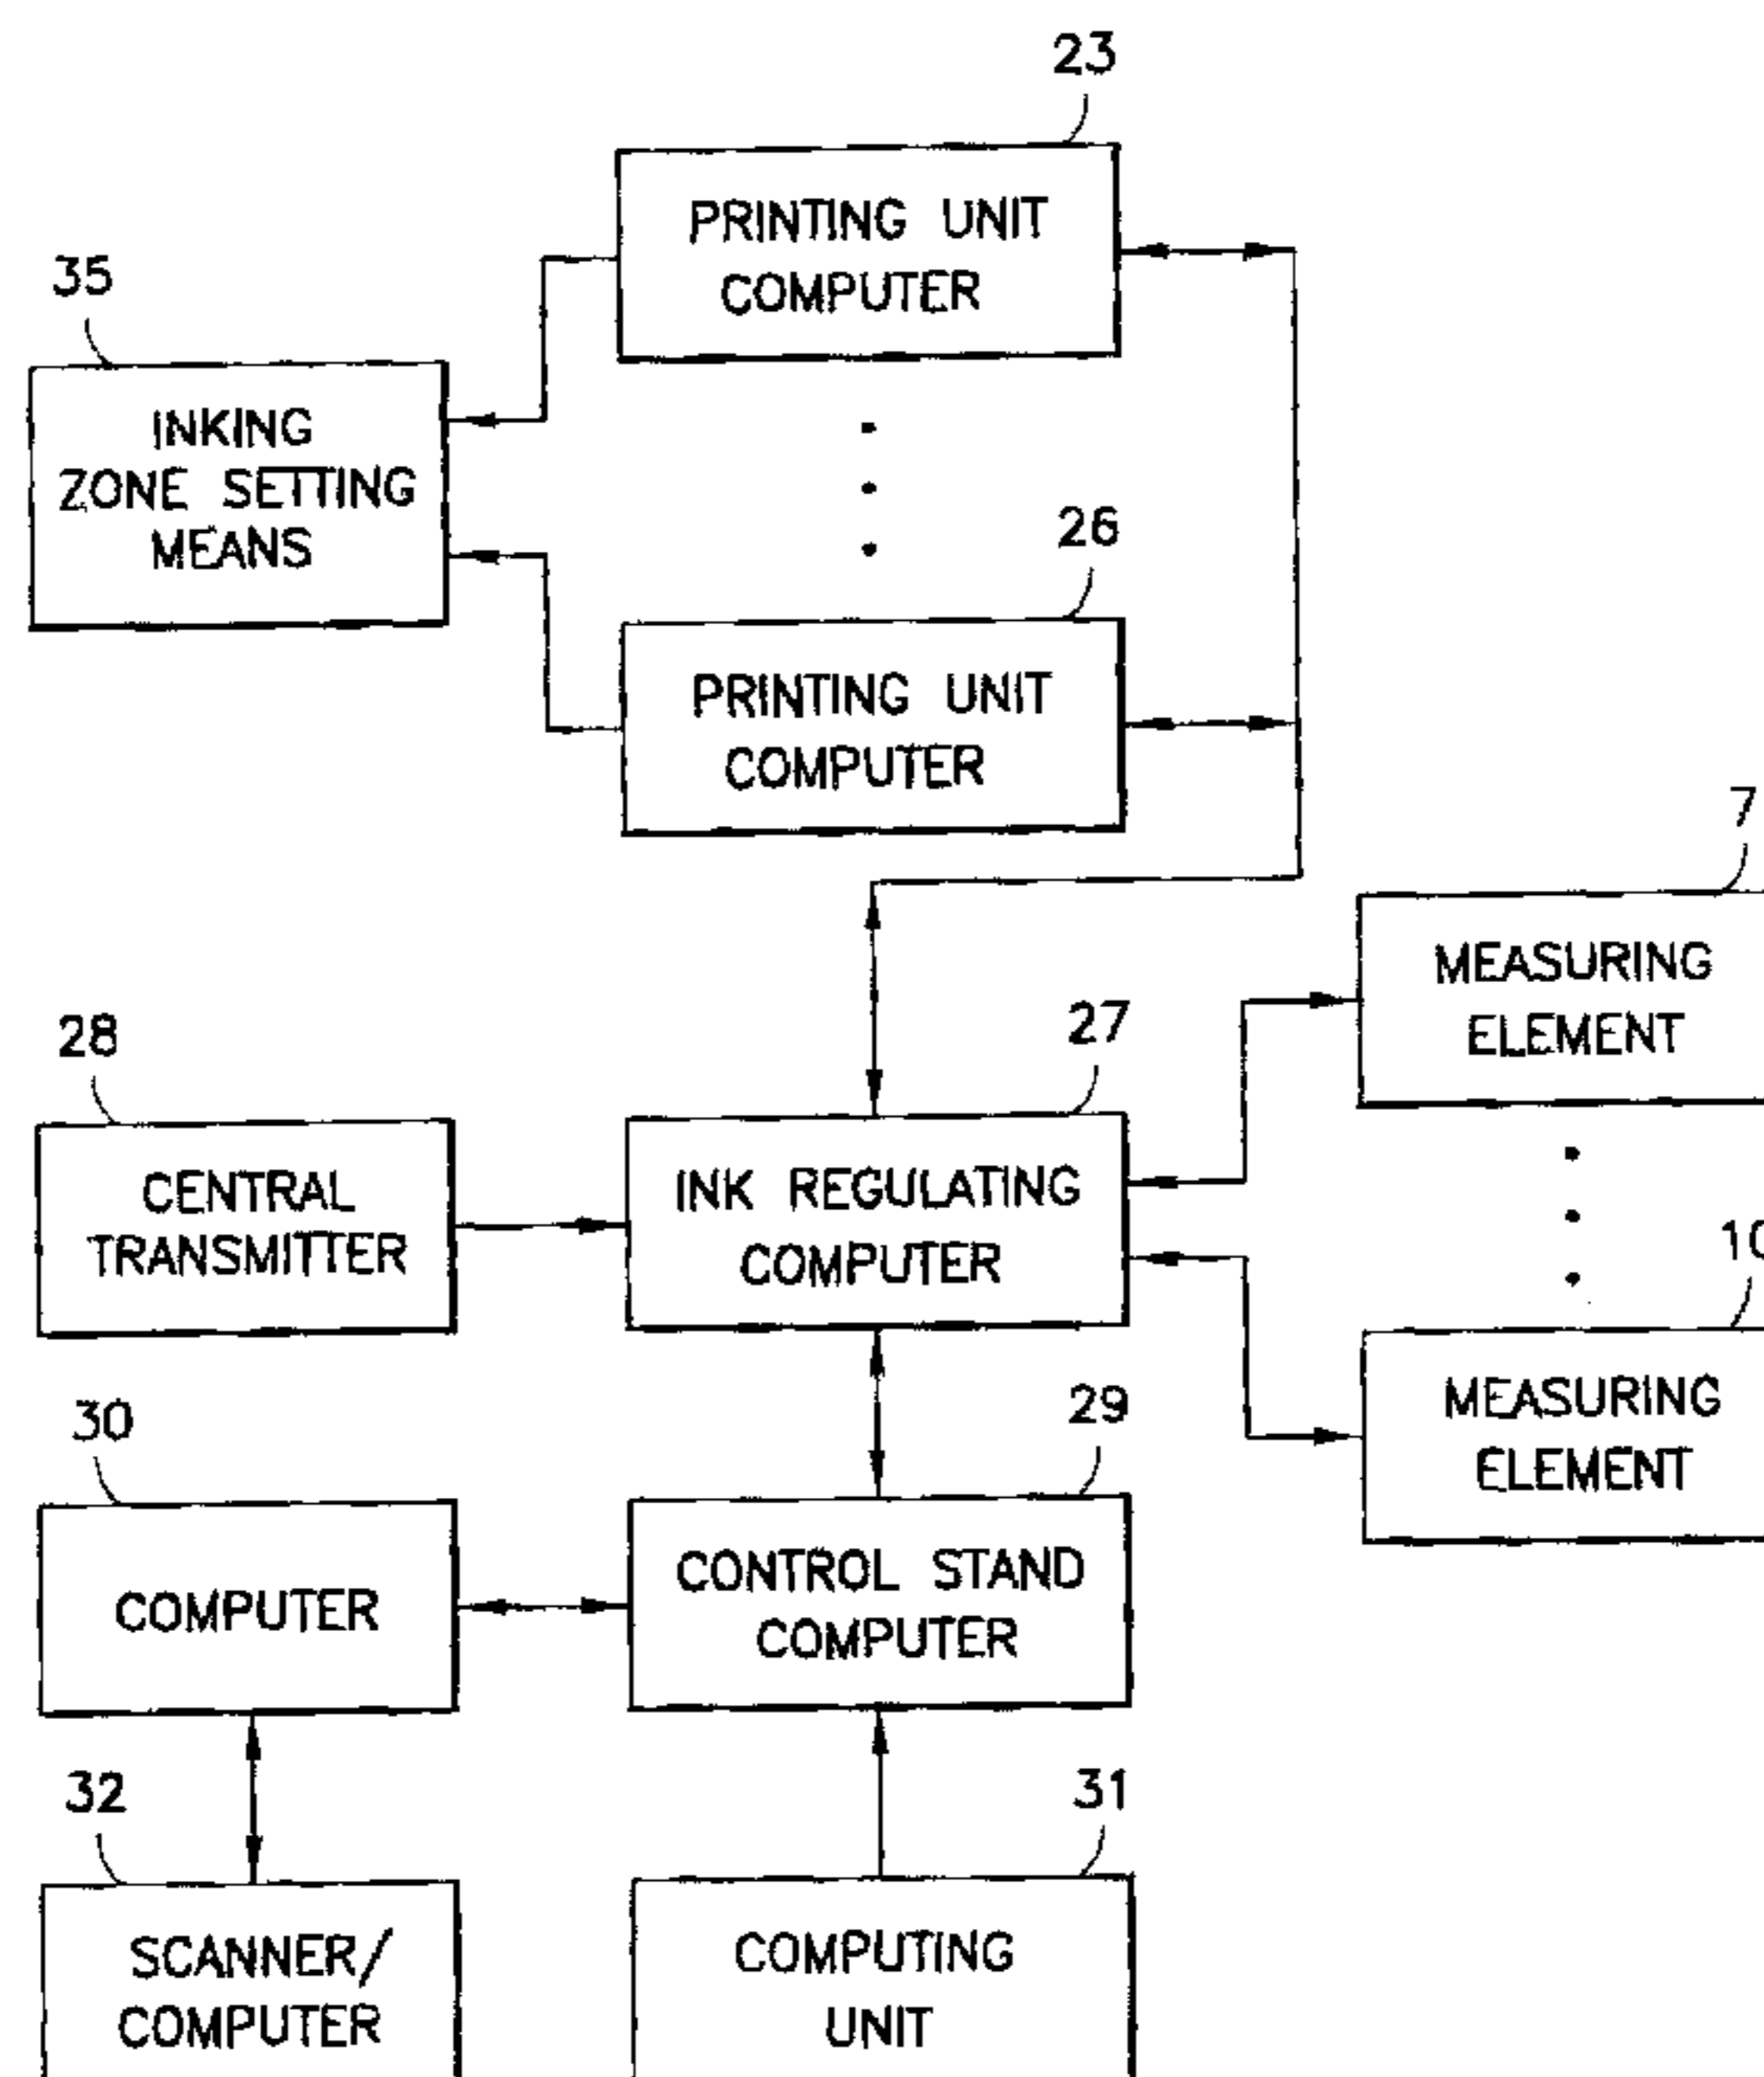 23
PRINTING UNIT
COMPUTER
35
INKING
ZONE SETTING
MEANS
26
PRINTING UNIT
COMPUTER
7
MEASURING
ELEMENT
28
CENTRAL
TRANSMITTER
27
INK REGULATING
COMPUTER
10
MEASURING
ELEMENT
30
COMPUTER
29
CONTROL STAND
COMPUTER
32
SCANNER/
COMPUTER
31
COMPUTING
UNIT